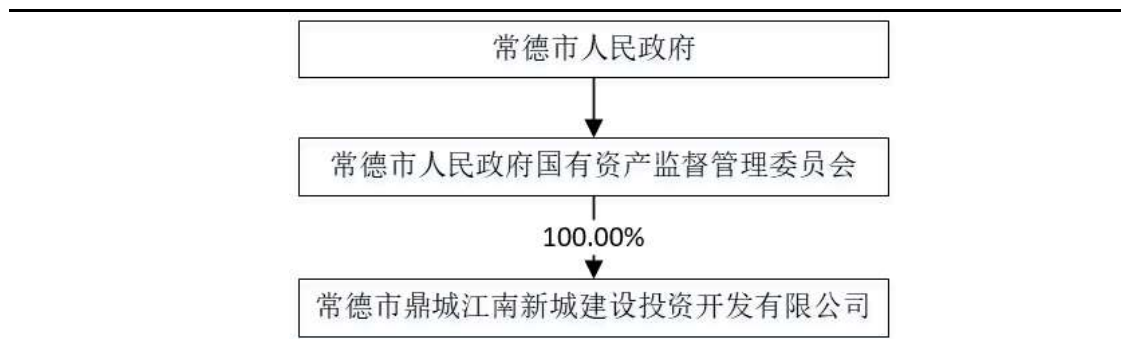 常德市人民政府
常德市人民政府国有资产监督管理委员会
100.00%
常德市鼎城江南新城建设投资开发有限公司